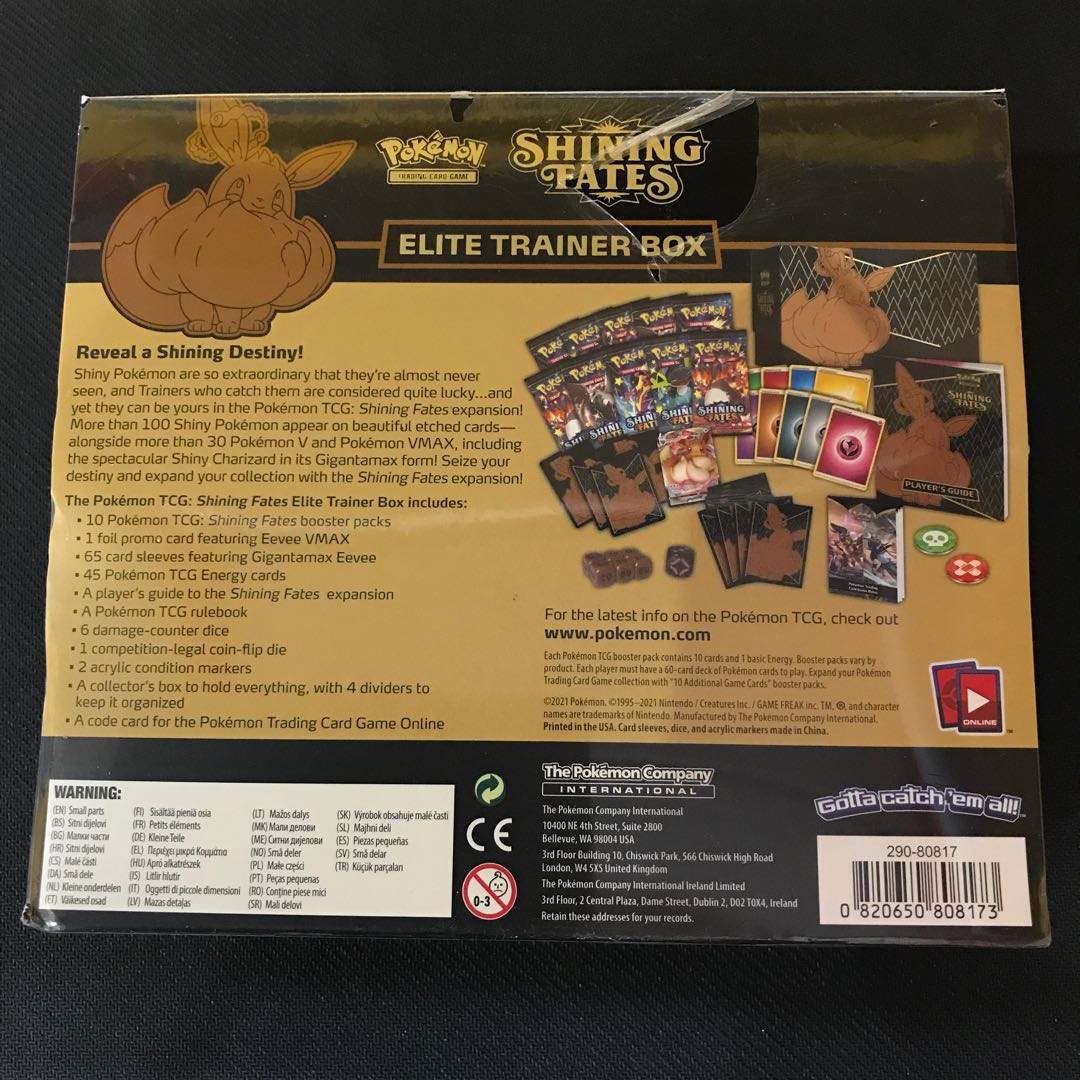 Pokémon
TRADING CARD GAME
SHINING
FATES
ELITE TRAINER BOX
Reveal a Shining Destiny!
Shiny Pokémon are so extraordinary that they're almost never
seen, and Trainers who catch them are considered quite lucky...and
yet they can be yours in the Pokémon TCG: Shining Fates expansion!
More than 100 Shiny Pokémon appear on beautiful etched cards—
alongside more than 30 Pokémon V and Pokémon VMAX, including
the spectacular Shiny Charizard in its Gigantamax form! Seize your
destiny and expand your collection with the Shining Fates expansion!
The Pokémon TCG: Shining Fates Elite Trainer Box includes:
• 10 Pokémon TCG: Shining Fates booster packs
• 1 foil promo card featuring Eevee VMAX
• 65 card sleeves featuring Gigantamax Eevee
• 45 Pokémon TCG Energy cards
• A player's guide to the Shining Fates expansion
• A Pokémon TCG rulebook
• 6 damage-counter dice
• 1 competition-legal coin-flip die
• 2 acrylic condition markers
• A collector's box to hold everything, with 4 dividers to
keep it organized
• A code card for the Pokémon Trading Card Game Online
Pokémon
SHINING
FATES
SHINING
FATES
PLAYER'S GUIDE
For the latest info on the Pokémon TCG, check out
www.pokemon.com
Each Pokémon TCG booster pack contains 10 cards and 1 basic Energy. Booster packs vary by
product. Each player must have a 60-card deck of Pokémon cards to play. Expand your Pokémon
Trading Card Game collection with "10 Additional Game Cards" booster packs.
©2021 Pokémon. ©1995–2021 Nintendo / Creatures Inc. / GAME FREAK inc. TM, ®, and character
names are trademarks of Nintendo. Manufactured by The Pokémon Company International.
Printed in the USA. Card sleeves, dice, and acrylic markers made in China.
ONLINE
TM
WARNING:
(EN) Small parts
(BS) Sitni dijelovi
(BG) Малки части
(HR) Sitni dijelovi
(CS) Malé části
(DA) Små dele
(NL) Kleine onderdelen
(ET) Väikesed osad
(FI) Sisältää pieniä osia
(FR) Petits éléments
(DE) Kleine Teile
(EL) Περιέχει μικρά Κομμάτια
(HU) Apró alkatrészek
(IS) Litlir hlutir
(IT) Oggetti di piccole dimensioni
(LV) Mazas detaļas
(LT) Mažos dalys
(MK) Мали делови
(ME) Ситни дијелови
(NO) Små deler
(PL) Małe części
(PT) Peças pequenas
(RO) Conține piese mici
(SR) Mali delovi
(SK) Výrobok obsahuje malé časti
(SL) Majhni deli
(ES) Piezas pequeñas
(SV) Små delar
(TR) Küçük parçaları
CE
0-3
The Pokémon Company
INTERNATIONAL
The Pokémon Company International
10400 NE 4th Street, Suite 2800
Bellevue, WA 98004 USA
3rd Floor Building 10, Chiswick Park, 566 Chiswick High Road
London, W4 5XS United Kingdom
The Pokémon Company International Ireland Limited
3rd Floor, 2 Central Plaza, Dame Street, Dublin 2, D02 T0X4, Ireland
Retain these addresses for your records.
Gotta catch 'em all!
TM
290-80817
0 820650 808173